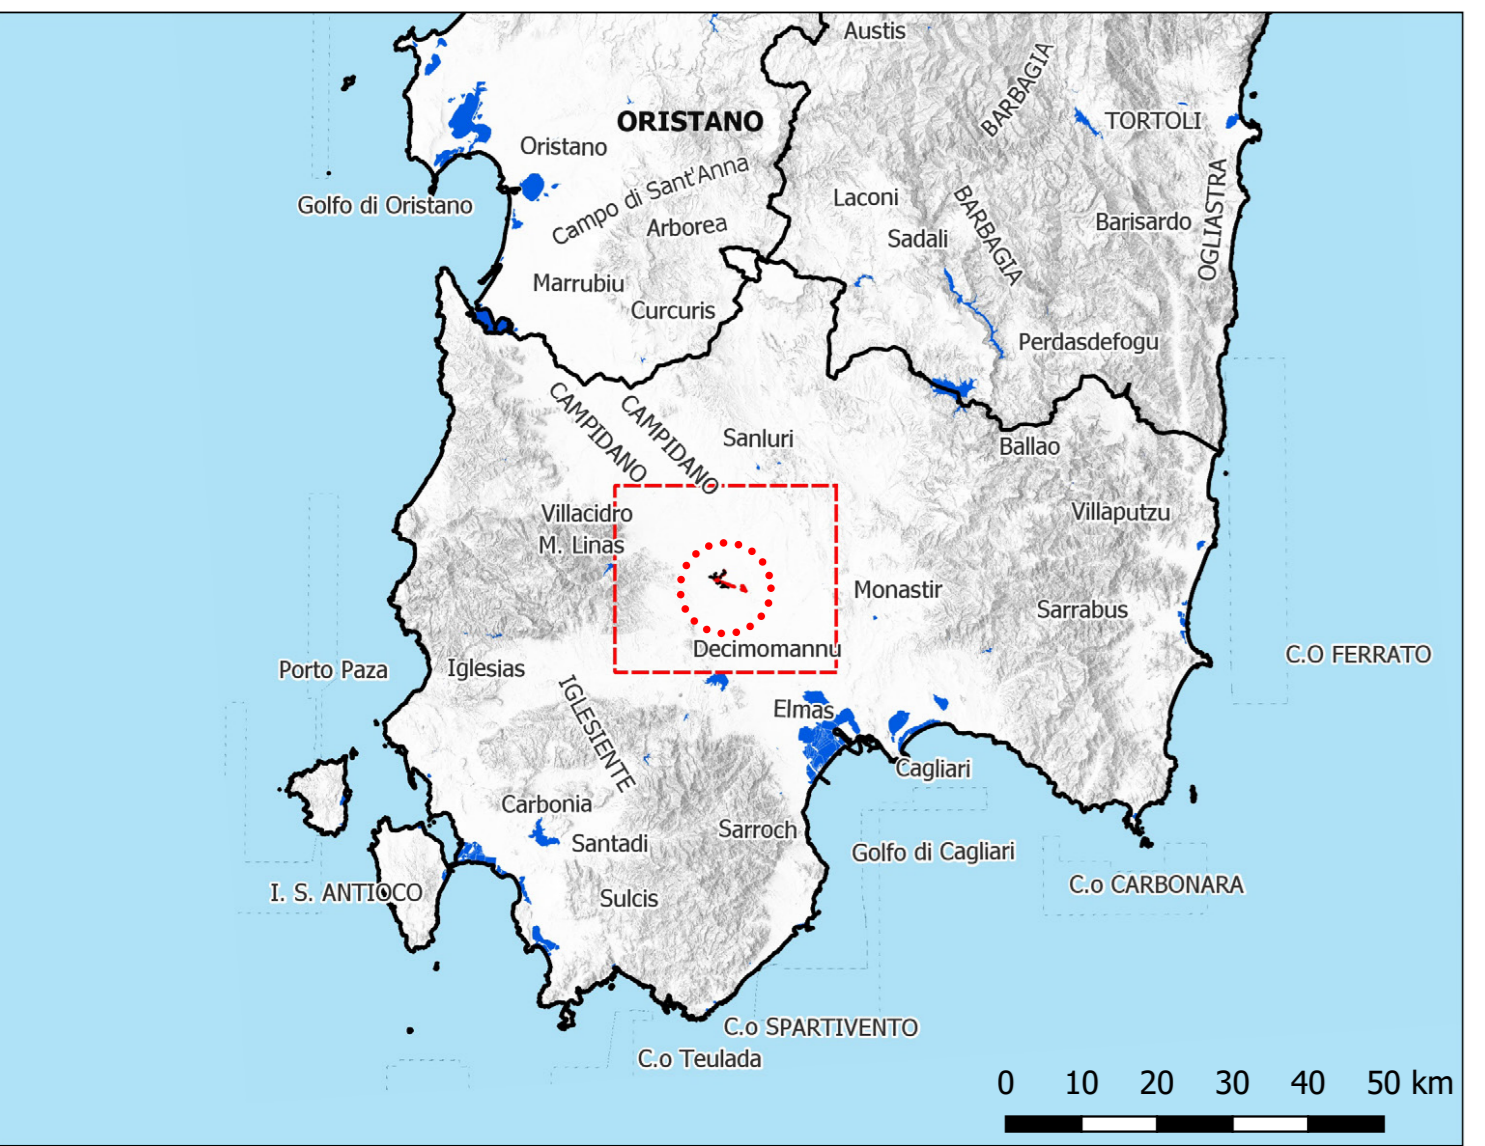 Austis
BARBAGIA
ORISTANO
TORTOLI
Oristano
Campo di Sant'Anna
Golfo di Oristano
Laconi
BARBAGIA
OGLIASTRA
Arborea
Barisardo
Sadali
Marrubiu
Curcuris
Perdasdefogu
CAMPIDANO
CAMPIDANO
Sanluri
Ballao
Villacidro
Villaputzu
M. Linas
Monastir
Sarrabus
Decimomannu
C.O FERRATO
Porto Paza
Iglesias
IGLESIENTE
Elmas
Cagliari
Carbonia
Sarroch
Santadi
Golfo di Cagliari
I. S. ANTIOCO
C.o CARBONARA
Sulcis
C.o SPARTIVENTO
C.o Teulada
0 10 20 30 40 50 km